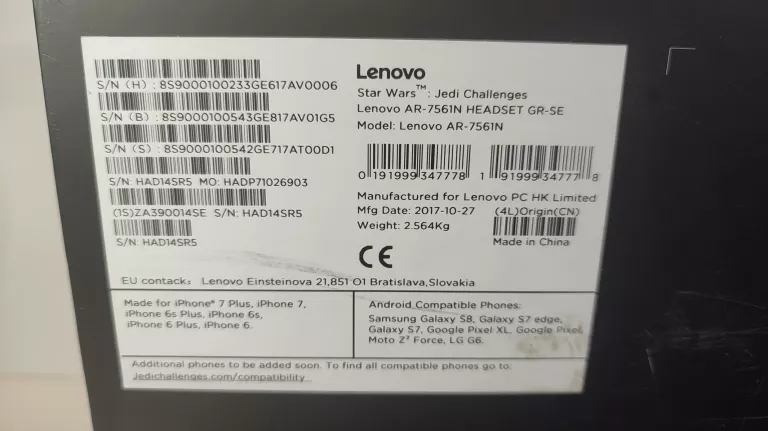 S/N (H) : 8S9000100233GE617AV0006
S/N (B) : 8S9000100543GE817AV01G5
S/N (S) : 8S9000100542GE717AT00D1
S/N: HAD14SR5 MO: HADP71026903
(1S)ZA390014SE S/N: HAD14SR5
S/N: HAD14SR5
Lenovo
Star Wars™: Jedi Challenges
Lenovo AR-7561N HEADSET GR-SE
Model: Lenovo AR-7561N
0 191999 347778 1 91999 34777 8
Manufactured for Lenovo PC HK Limited
Mfg Date: 2017-10-27 (4L)Origin(CN)
Weight: 2.564Kg
Made in China
CE
EU contack: Lenovo Einsteinova 21,851 01 Bratislava,Slovakia
Made for iPhone® 7 Plus, iPhone 7,
iPhone 6s Plus, iPhone 6s,
iPhone 6 Plus, iPhone 6.
Android Compatible Phones:
Samsung Galaxy S8, Galaxy S7 edge,
Galaxy S7, Google Pixel XL, Google Pixel,
Moto Z² Force, LG G6.
Additional phones to be added soon. To find all compatible phones go to:
Jedichallenges.com/compatibility